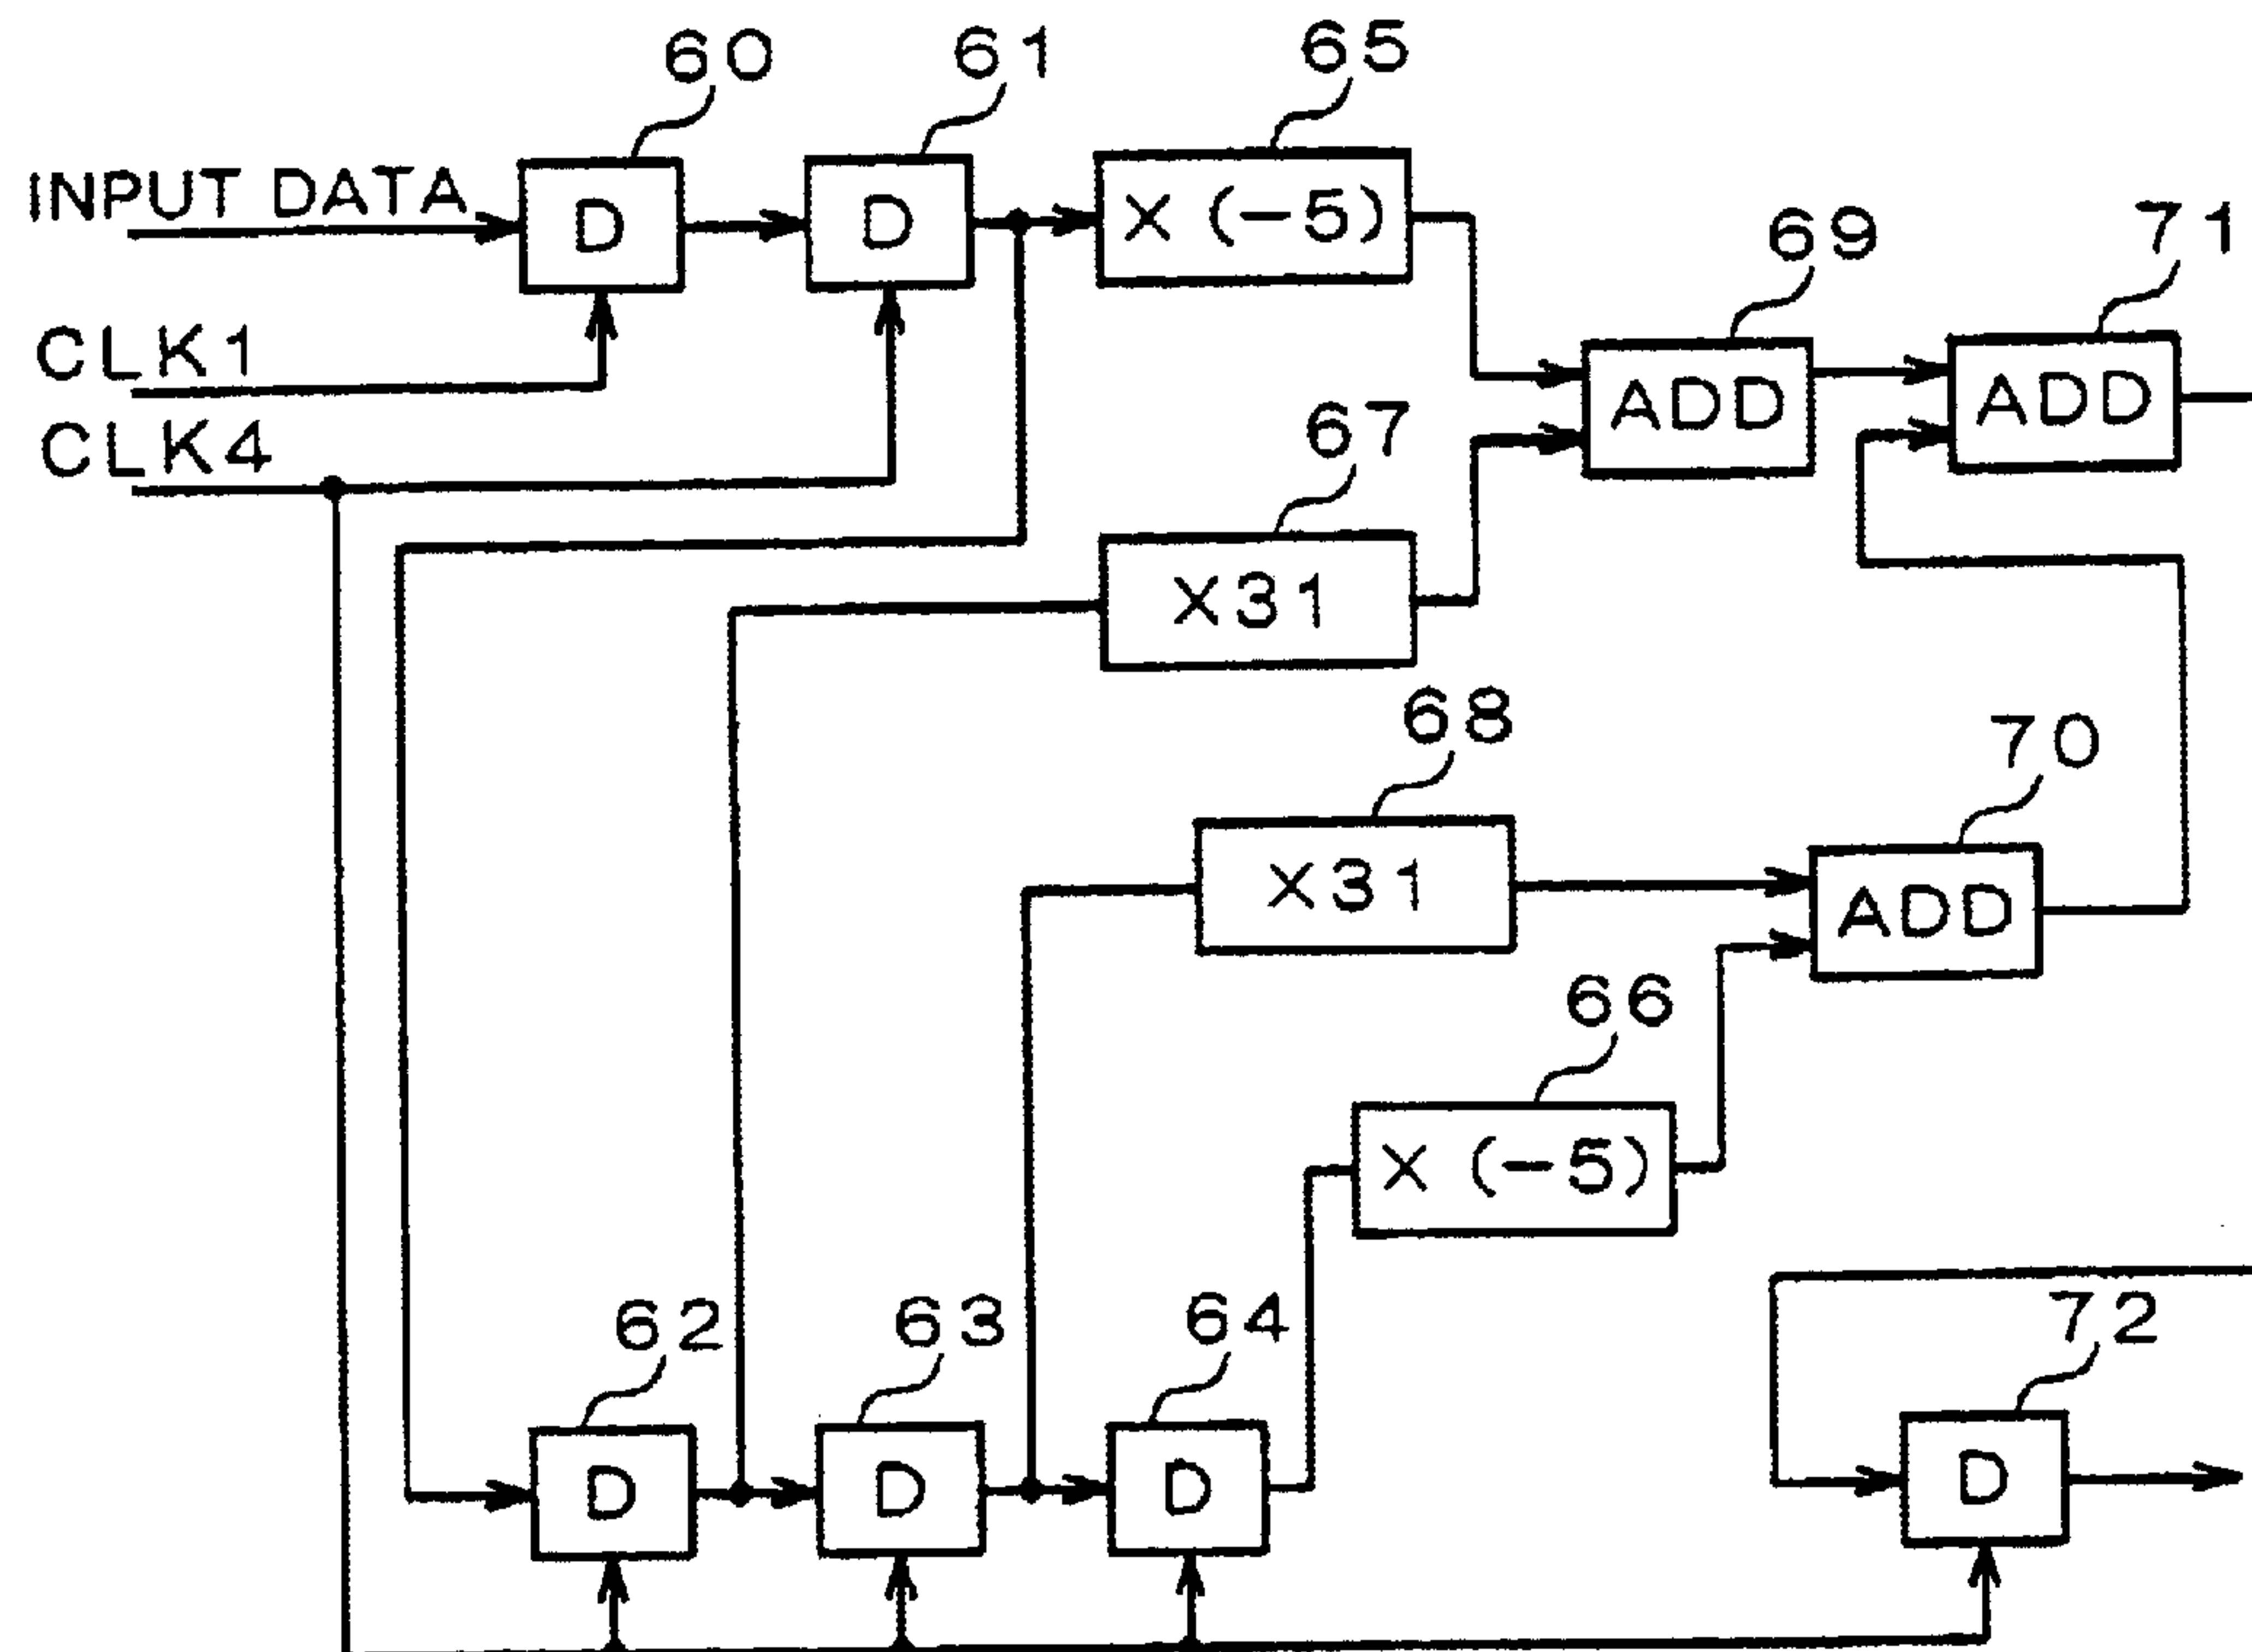 60
61
65
INPUT DATA
D
D
X (-5)
69
71
CLK1
CLK4
ADD
ADD
67
X31
68
70
X31
ADD
66
X (-5)
62
63
64
72
D
D
D
D